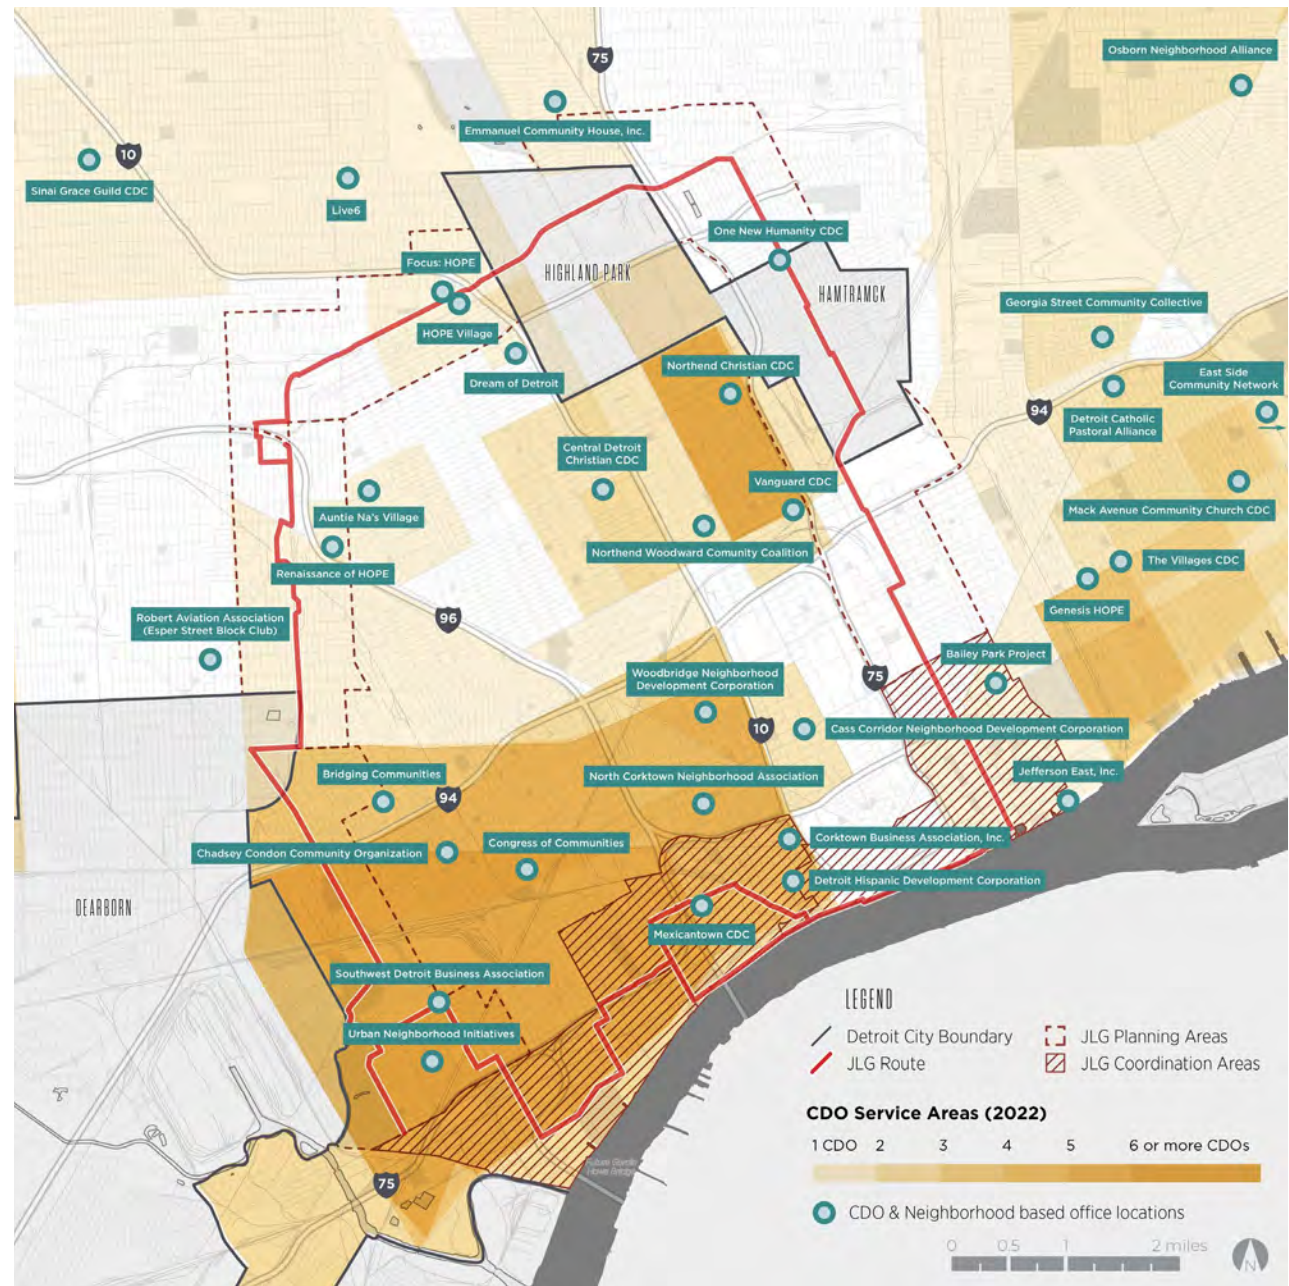 75
Osborn Neighborhood Alliance
Emmanuel Community House, Inc.
10
Sinai Grace Guild CDC
Live6
One New Humanity CDC
Focus: HOPE
HIGHLAND PARK
HAMTRAMCK
Georgia Street Community Collective
HOPE Village
Dream of Detroit
Northend Christian CDC
East Side
Community Network
94
Detroit Catholic
Pastoral Alliance
Central Detroit
Christian CDC
Vanguard CDC
Auntie Na's Village
Mack Avenue Community Church CDC
Northend Woodward Comunity Coalition
The Villages CDC
Renaissance of HOPE
Genesis HOPE
96
Robert Aviation Association
(Esper Street Block Club)
Bailey Park Project
75
Woodbridge Neighborhood
Development Corporation
10
Cass Corridor Neighborhood Development Corporation
Bridging Communities
North Corktown Neighborhood Association
Jefferson East, Inc.
94
Corktown Business Association, Inc.
Congress of Communities
Chadsey Condon Community Organization
Detroit Hispanic Development Corporation
DEARBORN
Mexicantown CDC
Southwest Detroit Business Association
Urban Neighborhood Initiatives
75
LEGEND
Detroit City Boundary
JLG Planning Areas
JLG Route
JLG Coordination Areas
CDO Service Areas (2022)
1 CDO 2 3 4 5 6 or more CDOs
CDO & Neighborhood based office locations
0 0.5 1 2 miles
N